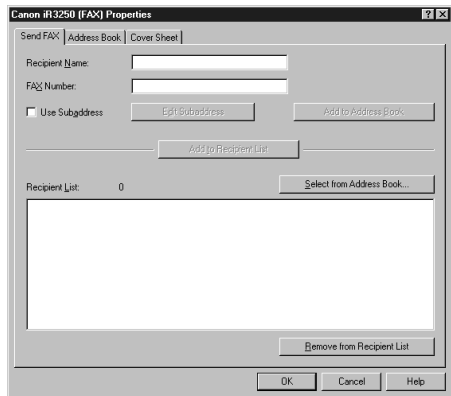 Canon iR3250 (FAX) Properties
Send FAX Address Book Cover Sheet
Recipient Name:
FAX Number:
Use Subaddress Edit Subaddress Add to Address Book
Add to Recipient List
Recipient List: 0 Select from Address Book...
Remove from Recipient List
OK Cancel Help